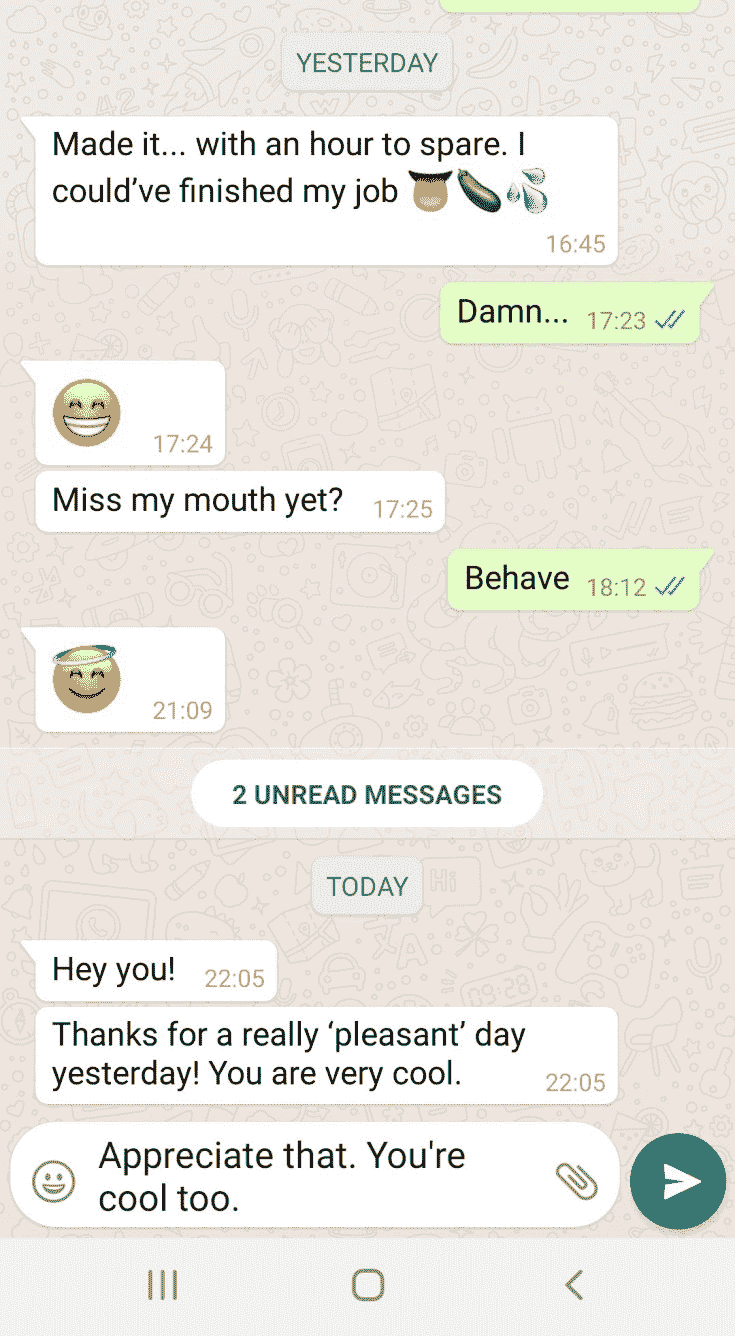 YESTERDAY
Made it... with an hour to spare. I
could've finished my job
16:45
Damn... 17:23
17:24
Miss my mouth yet? 17:25
Behave 18:12
21:09
2 UNREAD MESSAGES
TODAY
Hey you! 22:05
Thanks for a really ‘pleasant’ day
yesterday! You are very cool. 22:05
Appreciate that. You're
cool too.